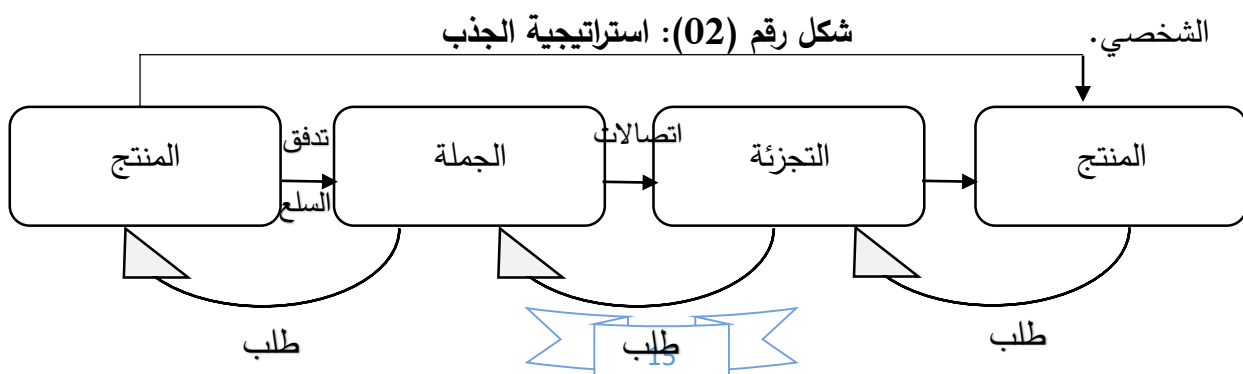 الشخصي.
شكل رقم (02): استراتيجية الجذب
المنتج
تدفق
السلع
الجملة
اتصالات
التجزئة
المنتج
طلب
طلب
طلب
15